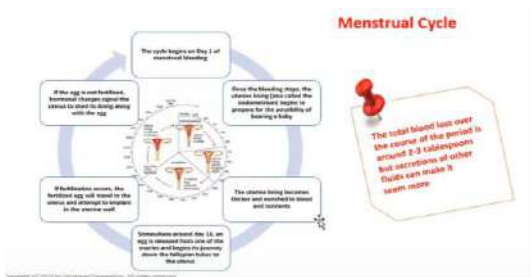 Menstrual Cycle
The cycle begins on Day 1 of
menstrual bleeding
Once the bleeding stops, the
uterine lining (also called the
endometrium) begins to
prepare for the possibility of
bearing a baby
The uterine lining becomes
thicker and enriched in blood
and nutrients
Somewhere around day 14, an
egg is released from one of the
ovaries and begins its journey
down the fallopian tubes to
the uterus
If fertilization occurs, the
fertilized egg will travel to the
uterus and attempt to implant
in the uterine wall
If the egg is not fertilized,
hormonal changes signal the
uterus to shed its lining along
with the egg
The total blood loss over
the course of the period is
around 2-3 tablespoons
but secretions of other
fluids can make it
seem more